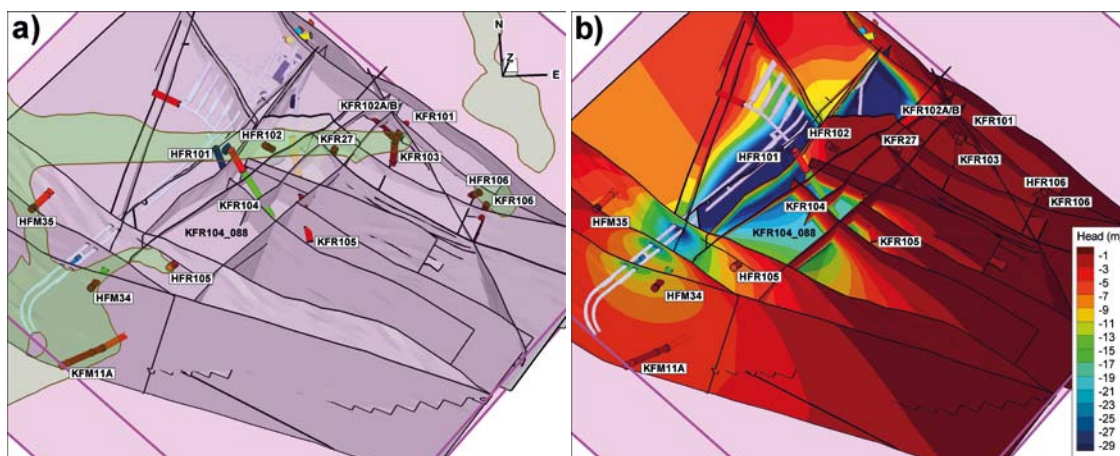 a)
N
Z
E
KFR102A/B
KFR101
HFR102
KFR27
HFR101
KFR103
HFR106
KFR106
HFM35
KFR104
KFR104_088
KFR105
HFR105
HFM34
KFM11A
b)
KFR102A/B
KFR101
HFR102
KFR27
HFR101
KFR103
HFR106
KFR106
HFM35
KFR104
KFR104_088
KFR105
HFR105
HFM34
KFM11A
Head (m)
-1
-3
-5
-7
-9
-11
-13
-15
-17
-19
-21
-23
-25
-27
-29